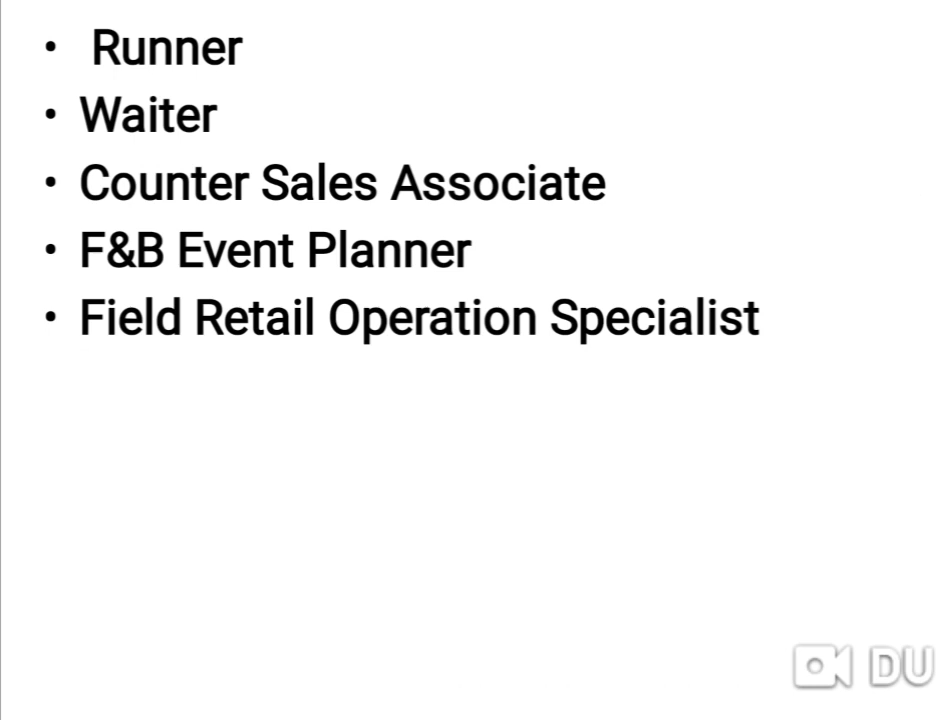 • Runner
• Waiter
• Counter Sales Associate
• F&B Event Planner
• Field Retail Operation Specialist
DU